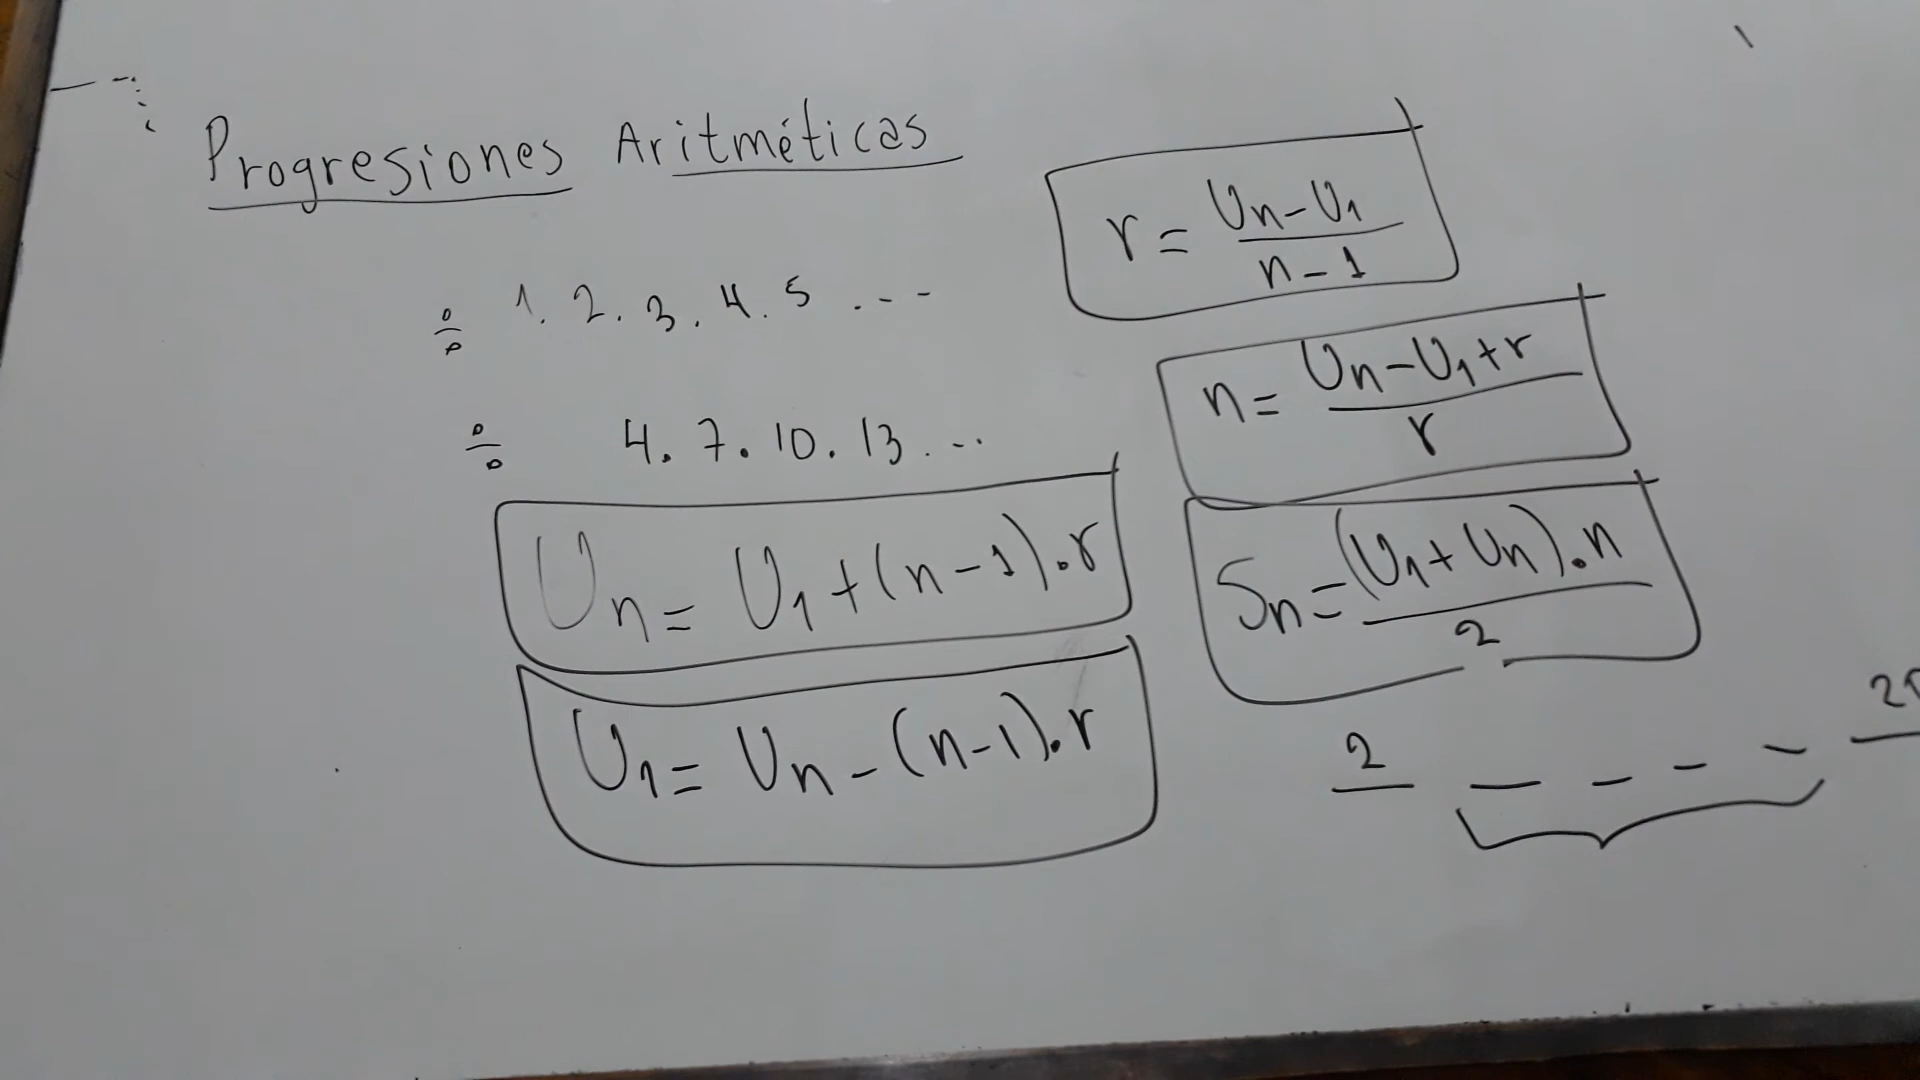 Progresiones Aritméticas
÷ 1. 2. 3. 4. 5 ...
÷ 4. 7. 10. 13. ...
Un = U1 + (n-1).r
U1 = Un - (n-1).r
r = (Un - U1) / (n - 1)
n = (Un - U1 + r) / r
Sn = (U1 + Un).n / 2
2 _ _ _ _